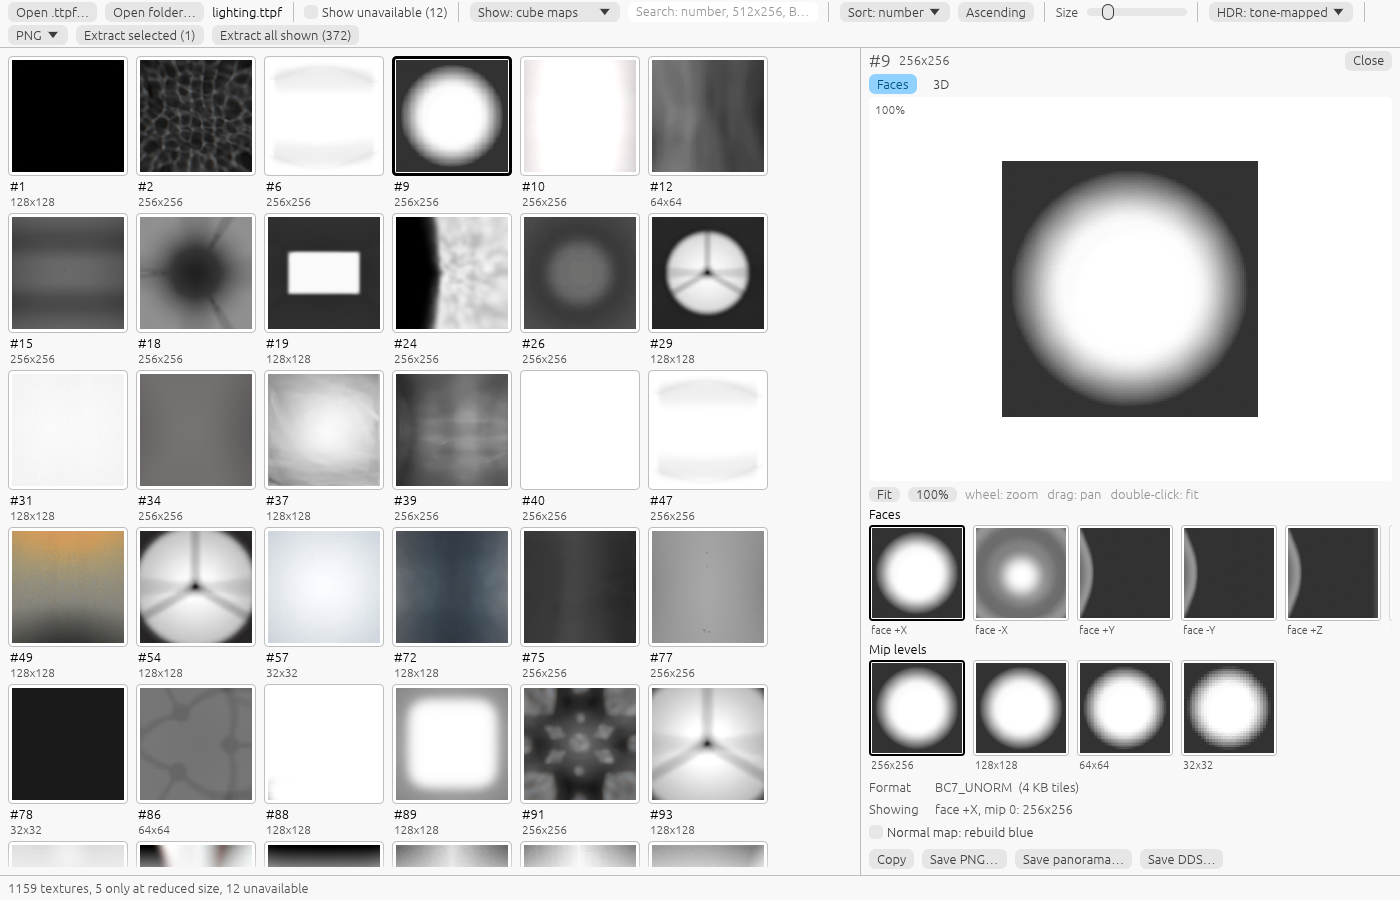 Open .ttpf... Open folder... lighting.ttpf Show unavailable (12) Show: cube maps Search: number, 512x256, B... Sort: number Ascending Size HDR: tone-mapped
PNG Extract selected (1) Extract all shown (372)
#1
128x128
#2
256x256
#6
256x256
#9
256x256
#10
256x256
#12
64x64
#15
256x256
#18
256x256
#19
128x128
#24
256x256
#26
256x256
#29
128x128
#31
128x128
#34
256x256
#37
128x128
#39
256x256
#40
256x256
#47
256x256
#49
128x128
#54
128x128
#57
32x32
#72
128x128
#75
256x256
#77
256x256
#78
32x32
#86
64x64
#88
128x128
#89
128x128
#91
256x256
#93
128x128
#9 256x256 Close
Faces 3D
100%
Fit 100% wheel: zoom drag: pan double-click: fit
Faces
face +X face -X face +Y face -Y face +Z
Mip levels
256x256 128x128 64x64 32x32
Format BC7_UNORM (4 KB tiles)
Showing face +X, mip 0: 256x256
Normal map: rebuild blue
Copy Save PNG... Save panorama... Save DDS...
1159 textures, 5 only at reduced size, 12 unavailable